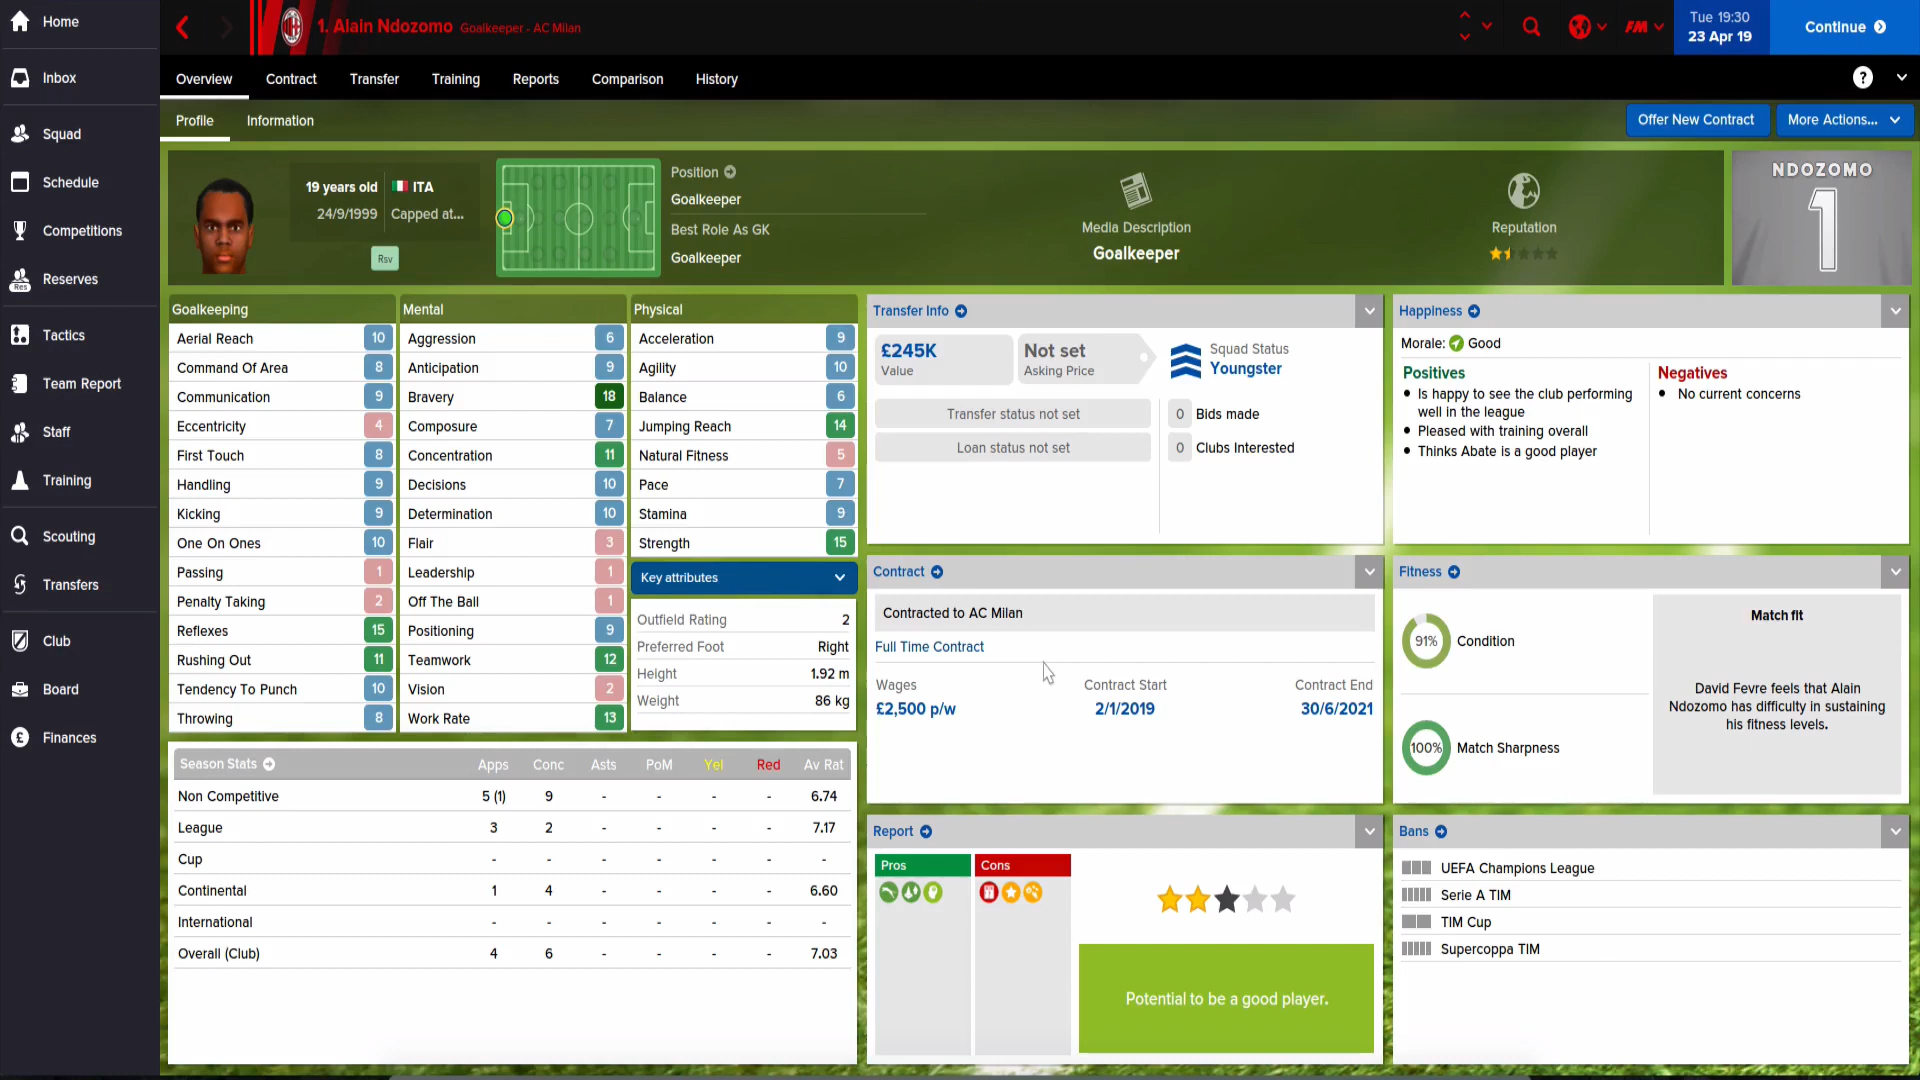 Home
Inbox
Squad
Schedule
Competitions
Res
Reserves
Tactics
Team Report
Staff
Training
Scouting
Transfers
Club
Board
£
Finances
1. Alain Ndozomo Goalkeeper - AC Milan
FM
Tue 19:30
23 Apr 19
Continue
Overview Contract Transfer Training Reports Comparison History
?
Profile Information
Offer New Contract More Actions...
19 years old ITA
24/9/1999 Capped at...
Rsv
Position
Goalkeeper
Best Role As GK
Goalkeeper
Media Description
Goalkeeper
Reputation
NDOZOMO
1
Goalkeeping
Aerial Reach 10
Command Of Area 8
Communication 9
Eccentricity 4
First Touch 8
Handling 9
Kicking 9
One On Ones 10
Passing 1
Penalty Taking 2
Reflexes 15
Rushing Out 11
Tendency To Punch 10
Throwing 8
Mental
Aggression 6
Anticipation 9
Bravery 18
Composure 7
Concentration 11
Decisions 10
Determination 10
Flair 3
Leadership 1
Off The Ball 1
Positioning 9
Teamwork 12
Vision 2
Work Rate 13
Physical
Acceleration 9
Agility 10
Balance 6
Jumping Reach 14
Natural Fitness 5
Pace 7
Stamina 9
Strength 15
Key attributes
Outfield Rating 2
Preferred Foot Right
Height 1.92 m
Weight 86 kg
Transfer Info
£245K
Value
Not set
Asking Price
Squad Status
Youngster
Transfer status not set
Loan status not set
0 Bids made
0 Clubs Interested
Happiness
Morale: Good
Positives
Is happy to see the club performing
well in the league
Pleased with training overall
Thinks Abate is a good player
Negatives
No current concerns
Contract
Contracted to AC Milan
Full Time Contract
Wages Contract Start Contract End
£2,500 p/w 2/1/2019 30/6/2021
Fitness
91% Condition
100% Match Sharpness
Match fit
David Fevre feels that Alain
Ndozomo has difficulty in sustaining
his fitness levels.
Season Stats Apps Conc Asts PoM Yel Red Av Rat
Non Competitive 5 (1) 9 - - - - 6.74
League 3 2 - - - - 7.17
Cup - - - - - - -
Continental 1 4 - - - - 6.60
International - - - - - - -
Overall (Club) 4 6 - - - - 7.03
Report
Pros Cons
Potential to be a good player.
Bans
UEFA Champions League
Serie A TIM
TIM Cup
Supercoppa TIM